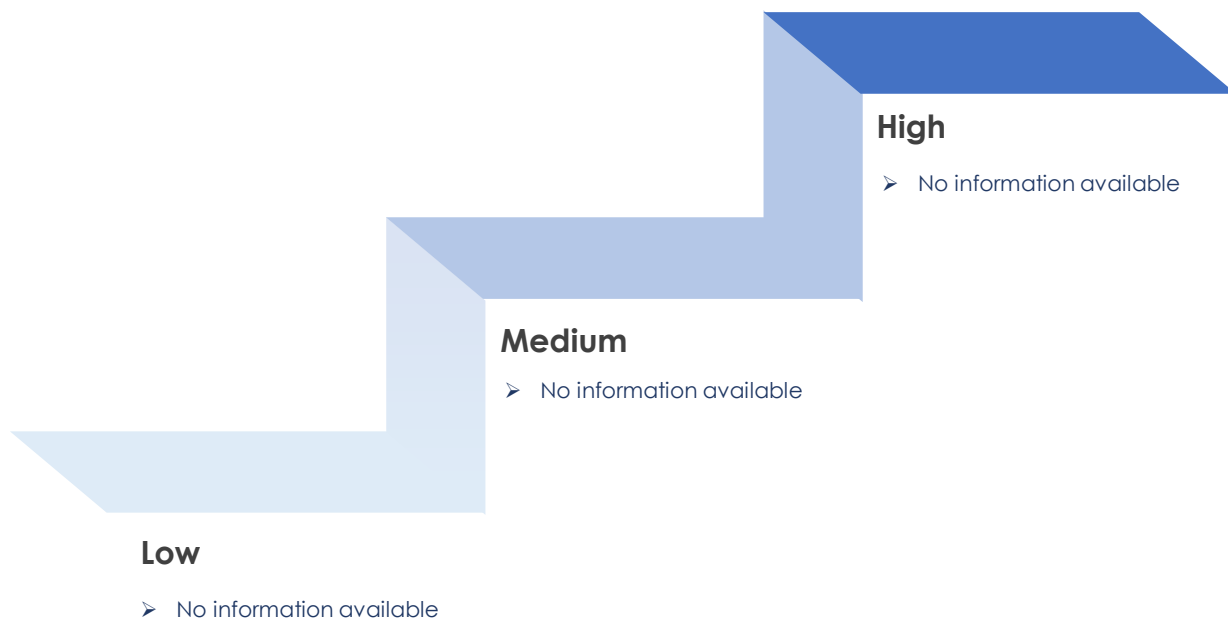 High
➢ No information available
Medium
➢ No information available
Low
➢ No information available